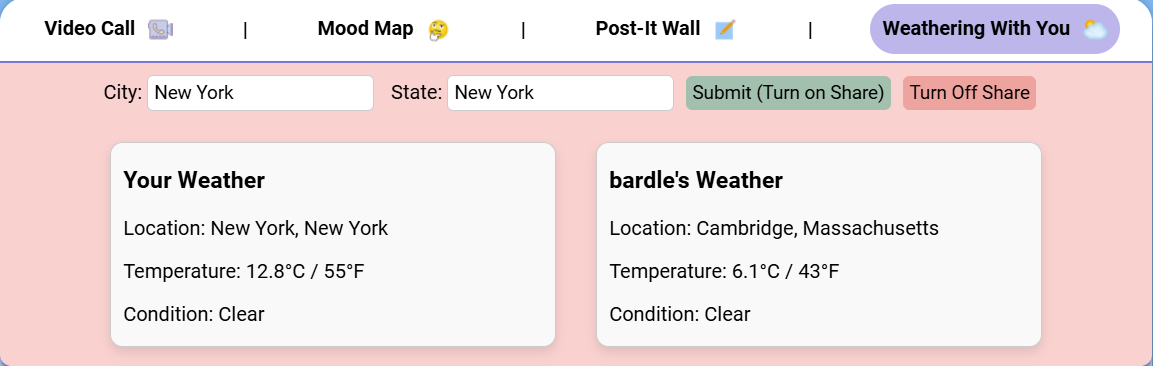 Video Call | Mood Map | Post-It Wall | Weathering With You
City: New York State: New York Submit (Turn on Share) Turn Off Share
Your Weather
Location: New York, New York
Temperature: 12.8°C / 55°F
Condition: Clear
bardle's Weather
Location: Cambridge, Massachusetts
Temperature: 6.1°C / 43°F
Condition: Clear